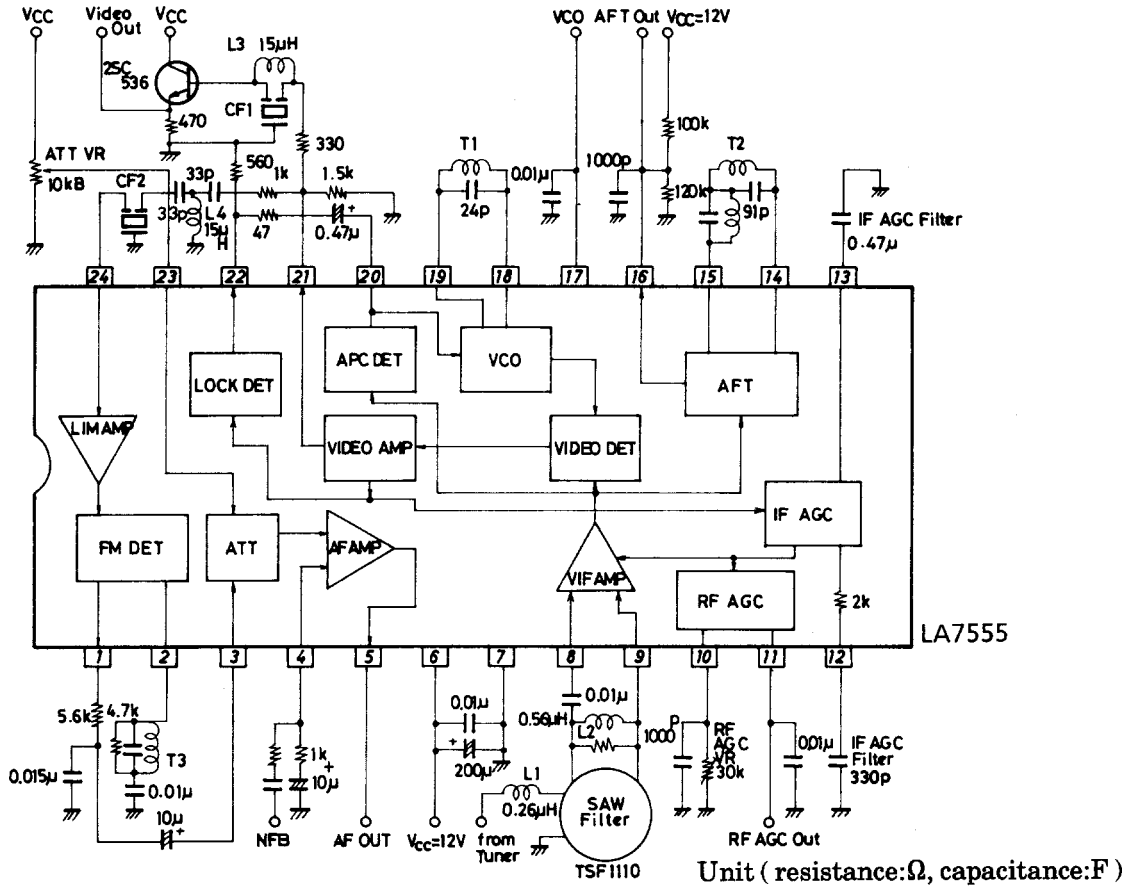 VCC
Video
Out
VCC
VCO
AFT Out
VCC=12V
L3
15μH
2SC
536
CF1
470
330
100k
ATT VR
10kB
CF2
33p
560
1k
1.5k
33p
L4
15μ
H
47
0.47μ
+
T1
24p
0.01μ
1000p
120k
T2
91p
IF AGC Filter
0.47μ
24
23
22
21
20
19
18
17
16
15
14
13
LOCK DET
APC DET
VCO
AFT
LIM AMP
VIDEO AMP
VIDEO DET
IF AGC
FM DET
ATT
AF AMP
VIF AMP
RF AGC
2k
LA7555
1
2
3
4
5
6
7
8
9
10
11
12
5.6k
4.7k
T3
0.015μ
0.01μ
10μ
+
1k
+
10μ
NFB
AF OUT
0.01μ
+
200μ
VCC=12V
from
Tuner
L1
0.26μH
0.01μ
0.56μH
L2
SAW
Filter
TSF1110
1000
P
RF
AGC
VR
30k
0.01μ
RF AGC Out
IF AGC
Filter
330p
Unit ( resistance:Ω, capacitance:F )